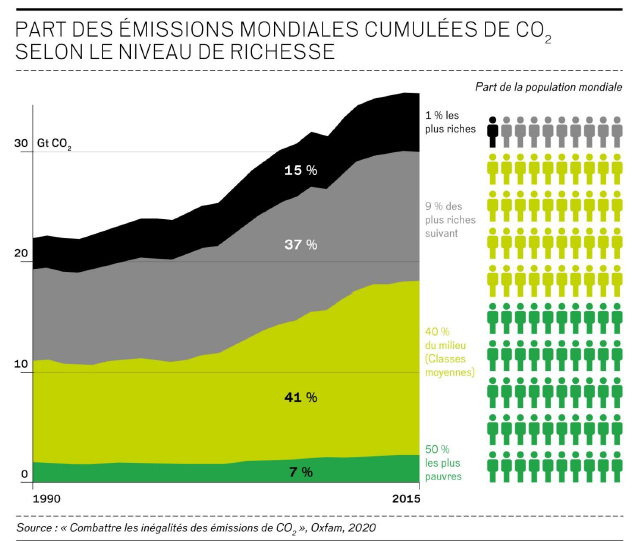 PART DES ÉMISSIONS MONDIALES CUMULÉES DE CO₂
SELON LE NIVEAU DE RICHESSE
Part de la population mondiale
Gt CO₂
30
20
10
0
15 %
37 %
41 %
7 %
1 % les
plus riches
9 % des
plus riches
suivant
40 %
du milieu
(Classes
moyennes)
50 %
les plus
pauvres
1990
2015
Source : « Combattre les inégalités des émissions de CO₂ », Oxfam, 2020